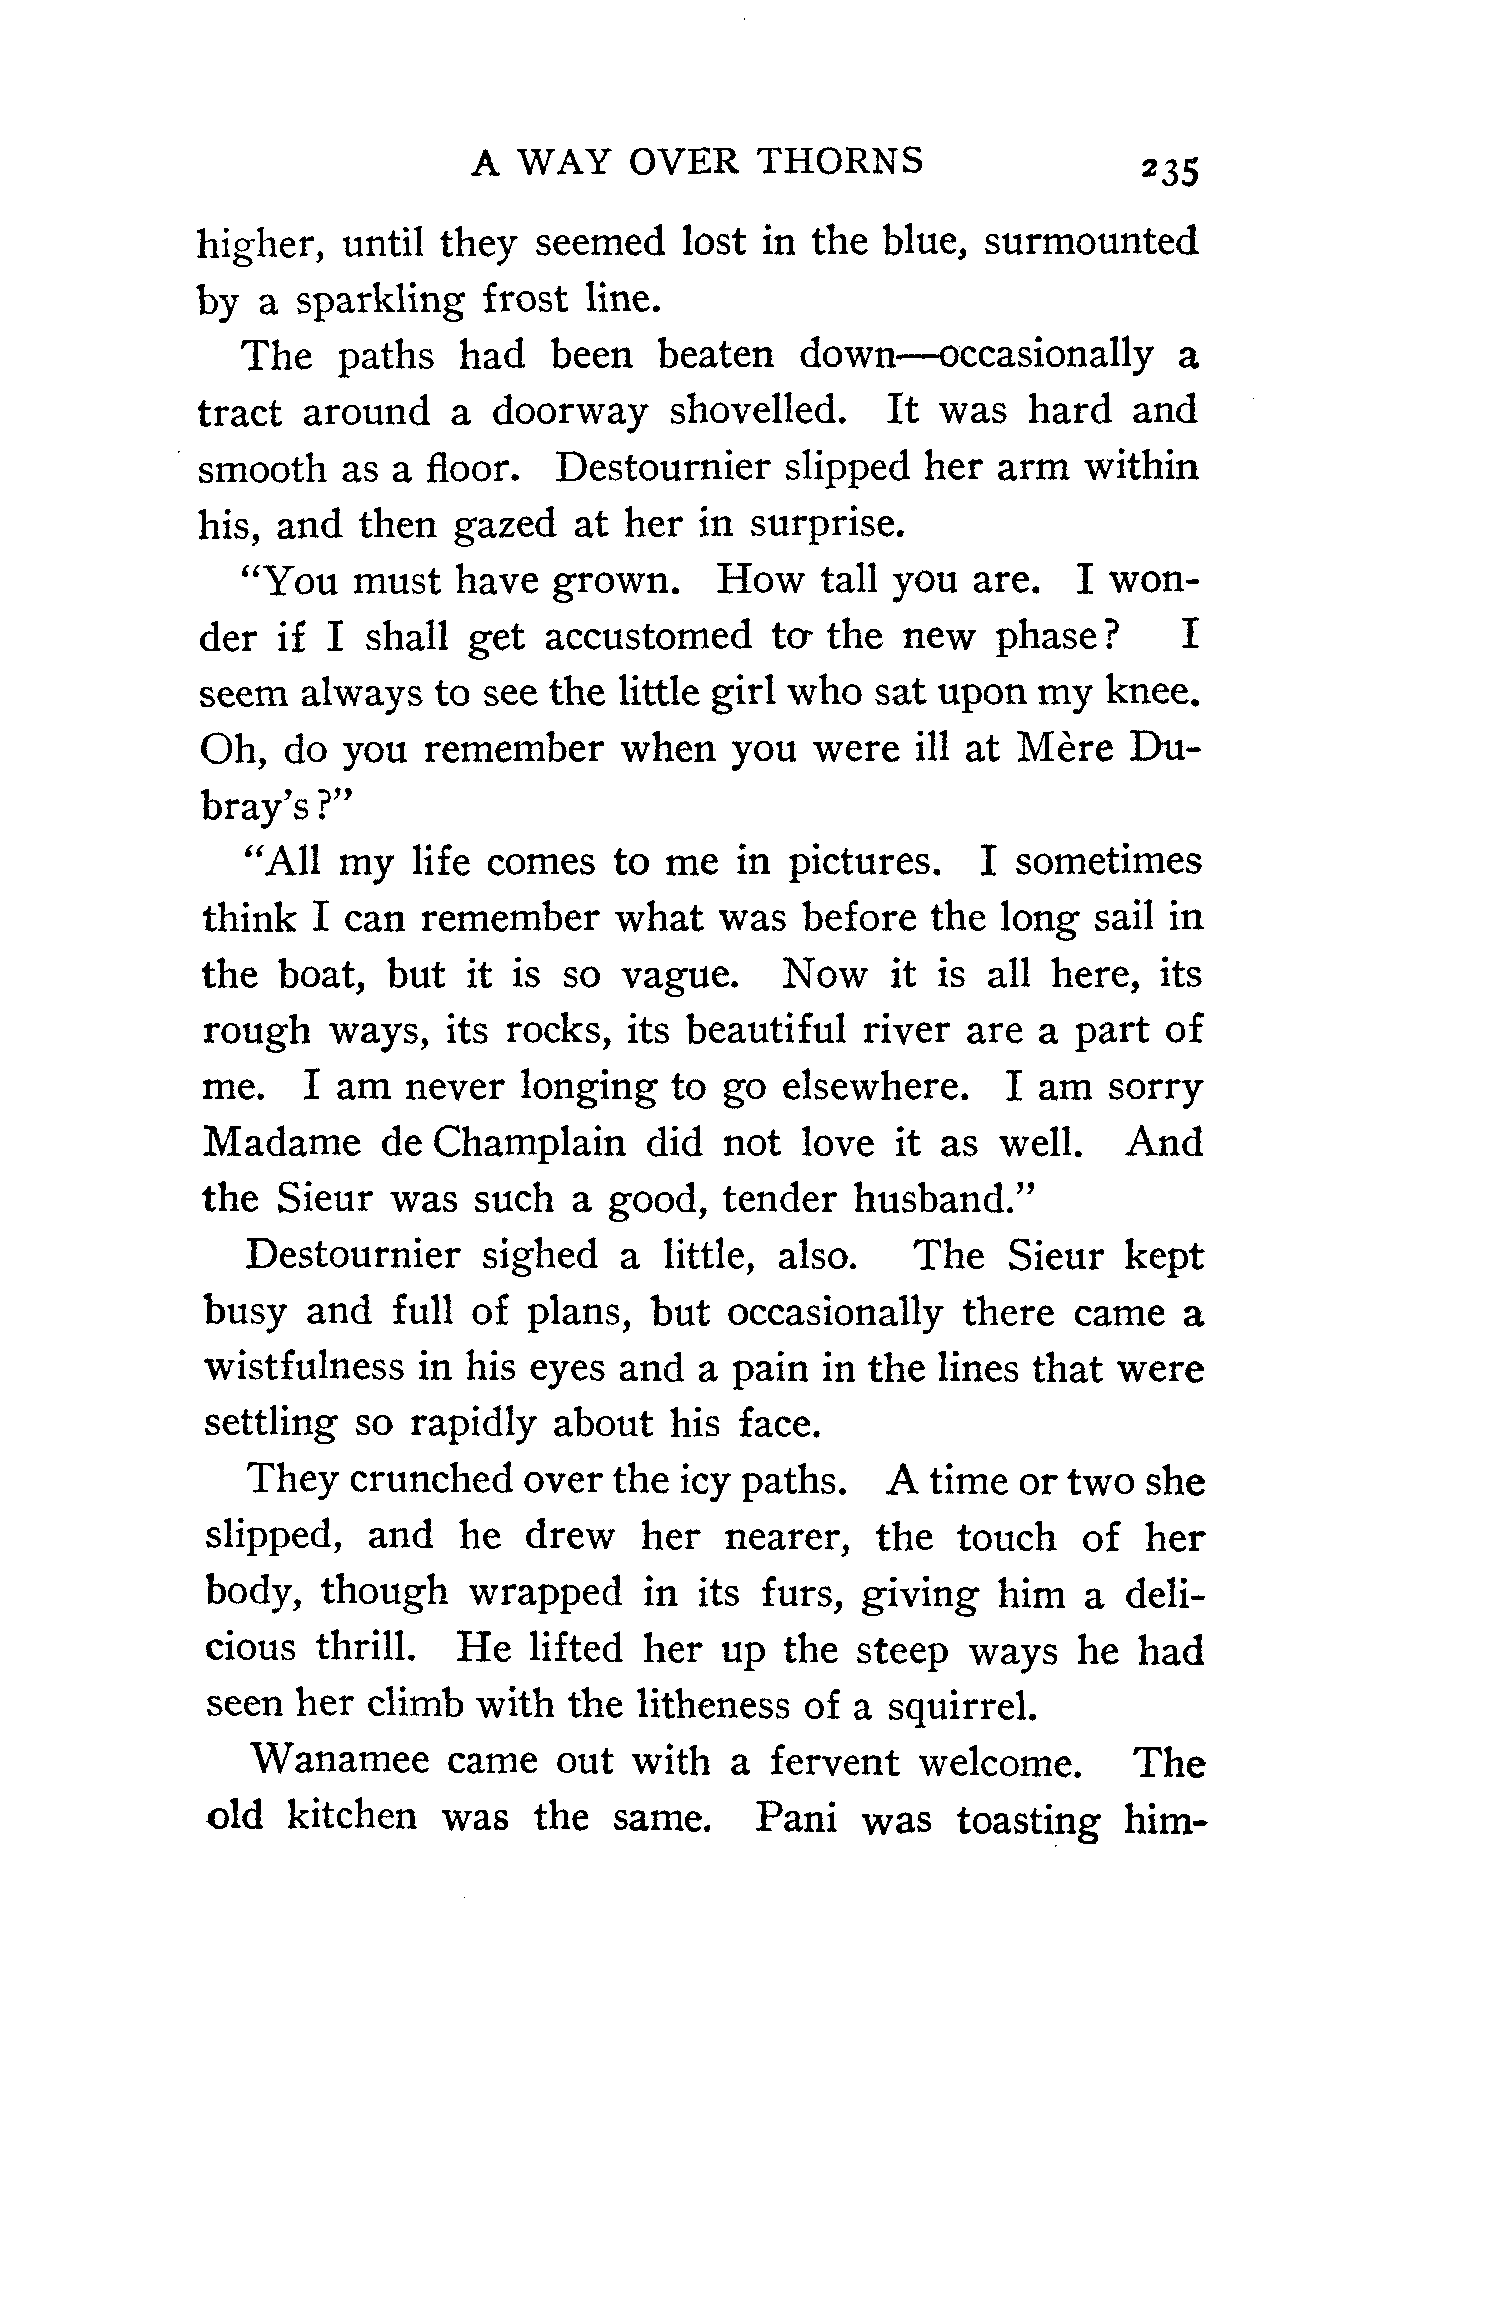 A WAY OVER THORNS 235
higher, until they seemed lost in the blue, surmounted
by a sparkling frost line.
The paths had been beaten down—occasionally a
tract around a doorway shovelled. It was hard and
smooth as a floor. Destournier slipped her arm within
his, and then gazed at her in surprise.
"You must have grown. How tall you are. I won-
der if I shall get accustomed to the new phase? I
seem always to see the little girl who sat upon my knee.
Oh, do you remember when you were ill at Mère Du-
bray's?"
"All my life comes to me in pictures. I sometimes
think I can remember what was before the long sail in
the boat, but it is so vague. Now it is all here, its
rough ways, its rocks, its beautiful river are a part of
me. I am never longing to go elsewhere. I am sorry
Madame de Champlain did not love it as well. And
the Sieur was such a good, tender husband."
Destournier sighed a little, also. The Sieur kept
busy and full of plans, but occasionally there came a
wistfulness in his eyes and a pain in the lines that were
settling so rapidly about his face.
They crunched over the icy paths. A time or two she
slipped, and he drew her nearer, the touch of her
body, though wrapped in its furs, giving him a deli-
cious thrill. He lifted her up the steep ways he had
seen her climb with the litheness of a squirrel.
Wanamee came out with a fervent welcome. The
old kitchen was the same. Pani was toasting him-